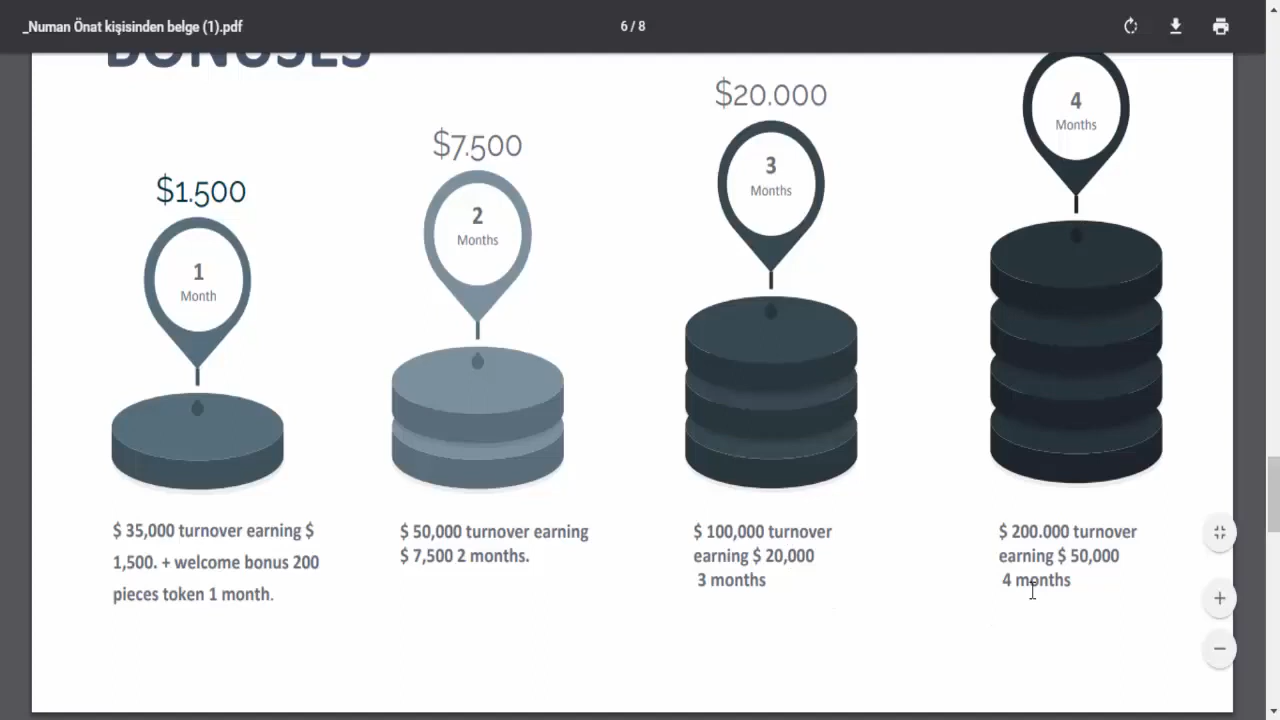 _Numan Önat kişisinden belge (1).pdf
6 / 8
BONUSES
$1.500
1
Month
$ 35,000 turnover earning $
1,500. + welcome bonus 200
pieces token 1 month.
$7.500
2
Months
$ 50,000 turnover earning
$ 7,500 2 months.
$20.000
3
Months
$ 100,000 turnover
earning $ 20,000
3 months
4
Months
$ 200.000 turnover
earning $ 50,000
4 months